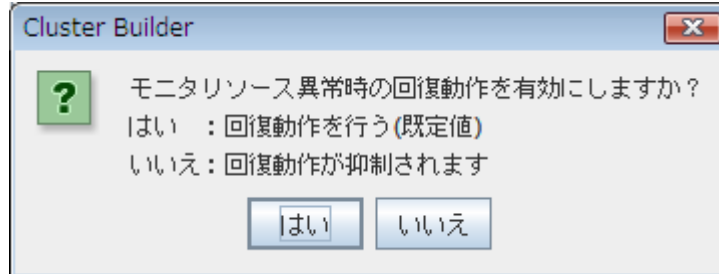 Cluster Builder
モニタリソース異常時の回復動作を有効にしますか？
はい　：回復動作を行う(既定値)
いいえ：回復動作が抑制されます
はい いいえ